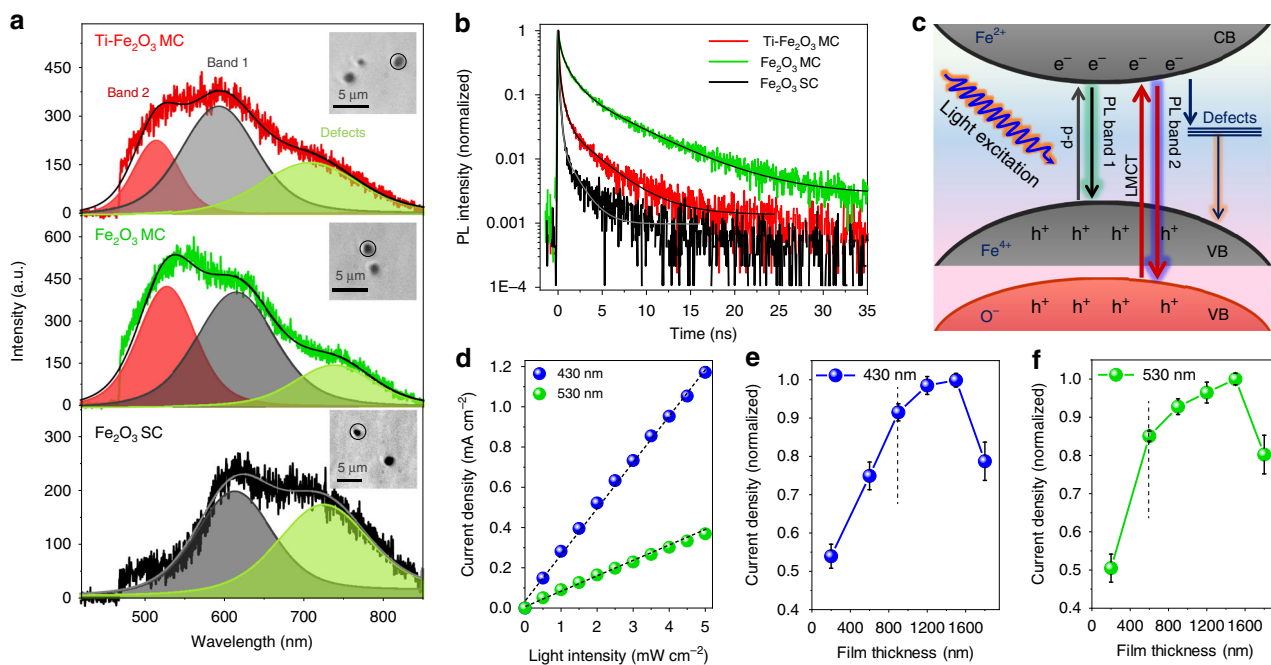 a
Ti-Fe₂O₃ MC
Band 1
Band 2
Defects
5 µm
450
300
150
0
Fe₂O₃ MC
5 µm
600
450
300
150
0
Fe₂O₃ SC
5 µm
300
200
100
0
Intensity (a.u.)
500 600 700 800
Wavelength (nm)
b
Ti-Fe₂O₃ MC
Fe₂O₃ MC
Fe₂O₃ SC
PL intensity (normalized)
1
0.1
0.01
0.001
1E–4
0 5 10 15 20 25 30 35
Time (ns)
c
Fe²⁺
CB
e⁻ e⁻ e⁻ e⁻
Light excitation
d-d
PL band 1
LMCT
PL band 2
Defects
h⁺ h⁺ h⁺ h⁺
Fe⁴⁺
VB
h⁺ h⁺ h⁺ h⁺
O⁻
VB
d
430 nm
530 nm
Current density (mA cm⁻²)
1.2
1.0
0.8
0.6
0.4
0.2
0.0
0 1 2 3 4 5
Light intensity (mW cm⁻²)
e
430 nm
Current density (normalized)
1.0
0.9
0.8
0.7
0.6
0.5
0.4
0 400 800 1200 1600
Film thickness (nm)
f
530 nm
Current density (normalized)
1.0
0.9
0.8
0.7
0.6
0.5
0.4
0 400 800 1200 1600
Film thickness (nm)